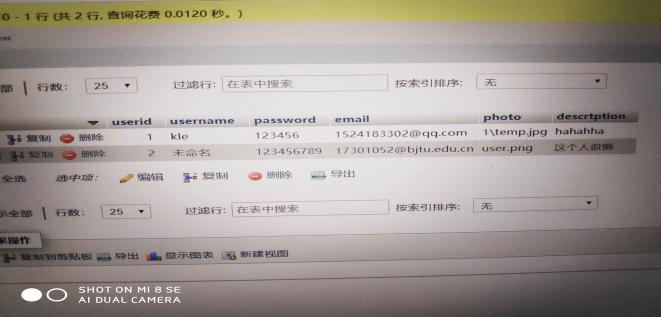 0 - 1 行 (共 2 行, 查询花费 0.0120 秒。)
部 行数: 25 过滤行: 在表中搜索 按索引排序: 无
userid username password email photo descrtption
复制 删除 1 kle 123456 1524183302@qq.com 1\temp.jpg hahahha
复制 删除 2 未命名 123456789 17301052@bjtu.edu.cn user.png 这个人很懒
全选 选中项: 编辑 复制 删除 导出
示全部 行数: 25 过滤行: 在表中搜索 按索引排序: 无
果操作
复制到剪贴板 导出 显示图表 新建视图
SHOT ON MI 8 SE
AI DUAL CAMERA